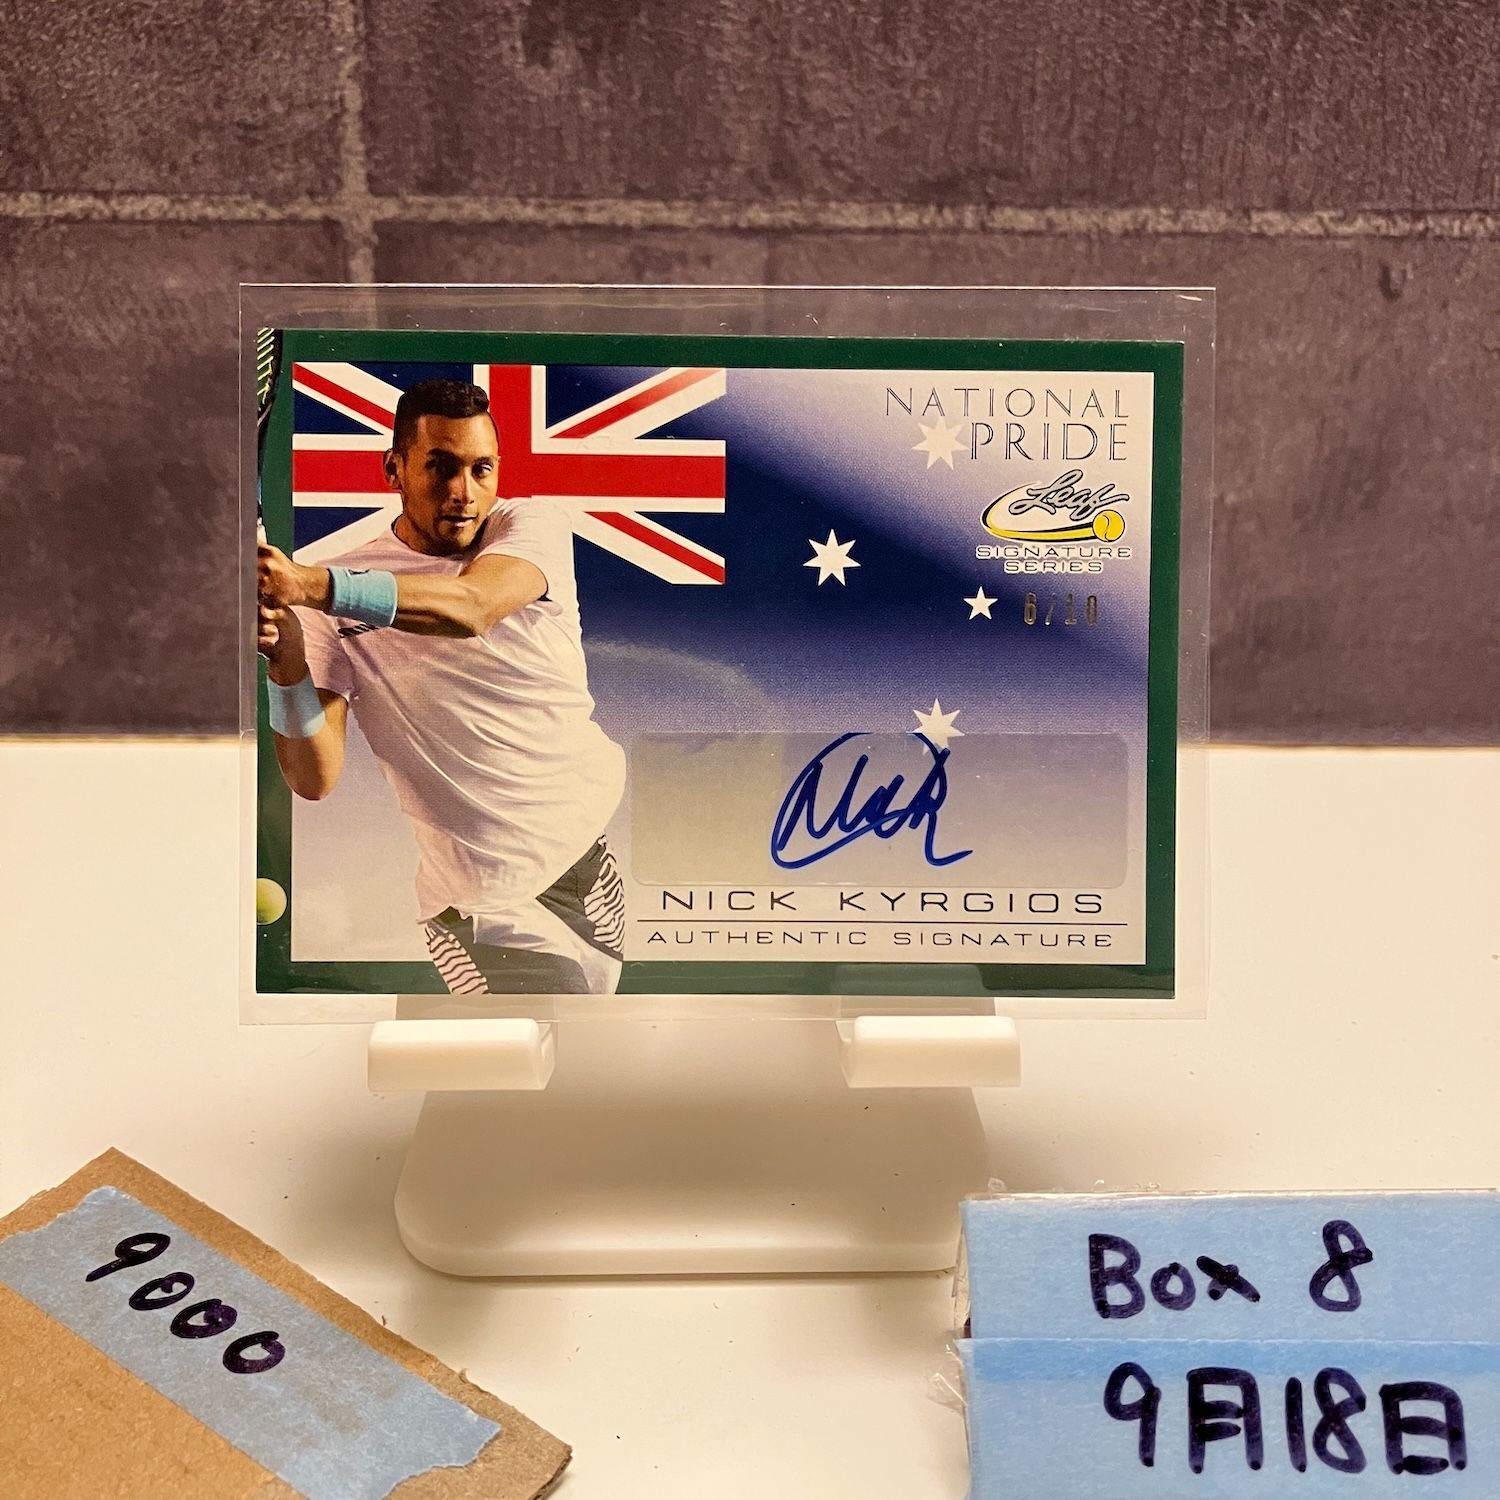 NATIONAL
PRIDE
Leaf
SIGNATURE
SERIES
6/10
Nick
NICK KYRGIOS
AUTHENTIC SIGNATURE
9000
Box 8
9月18日